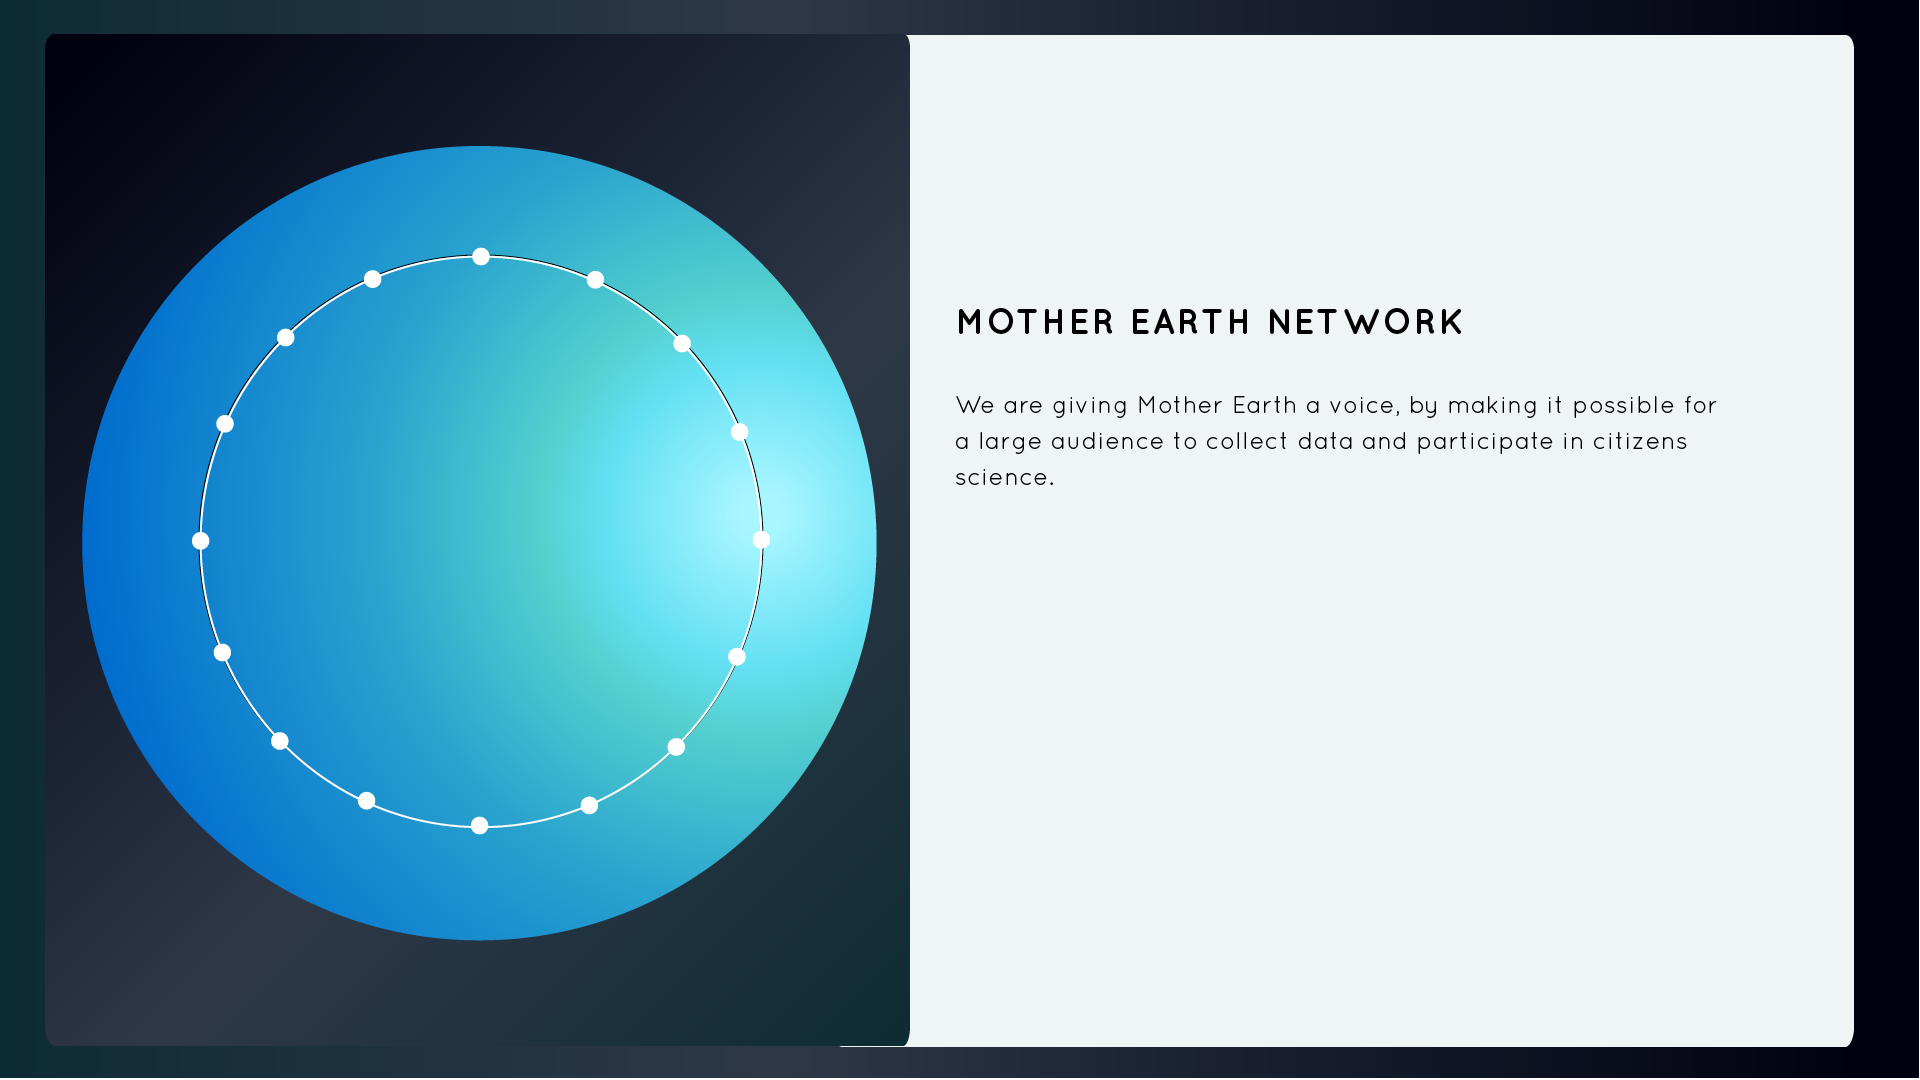 MOTHER EARTH NETWORK
We are giving Mother Earth a voice, by making it possible for
a large audience to collect data and participate in citizens
science.